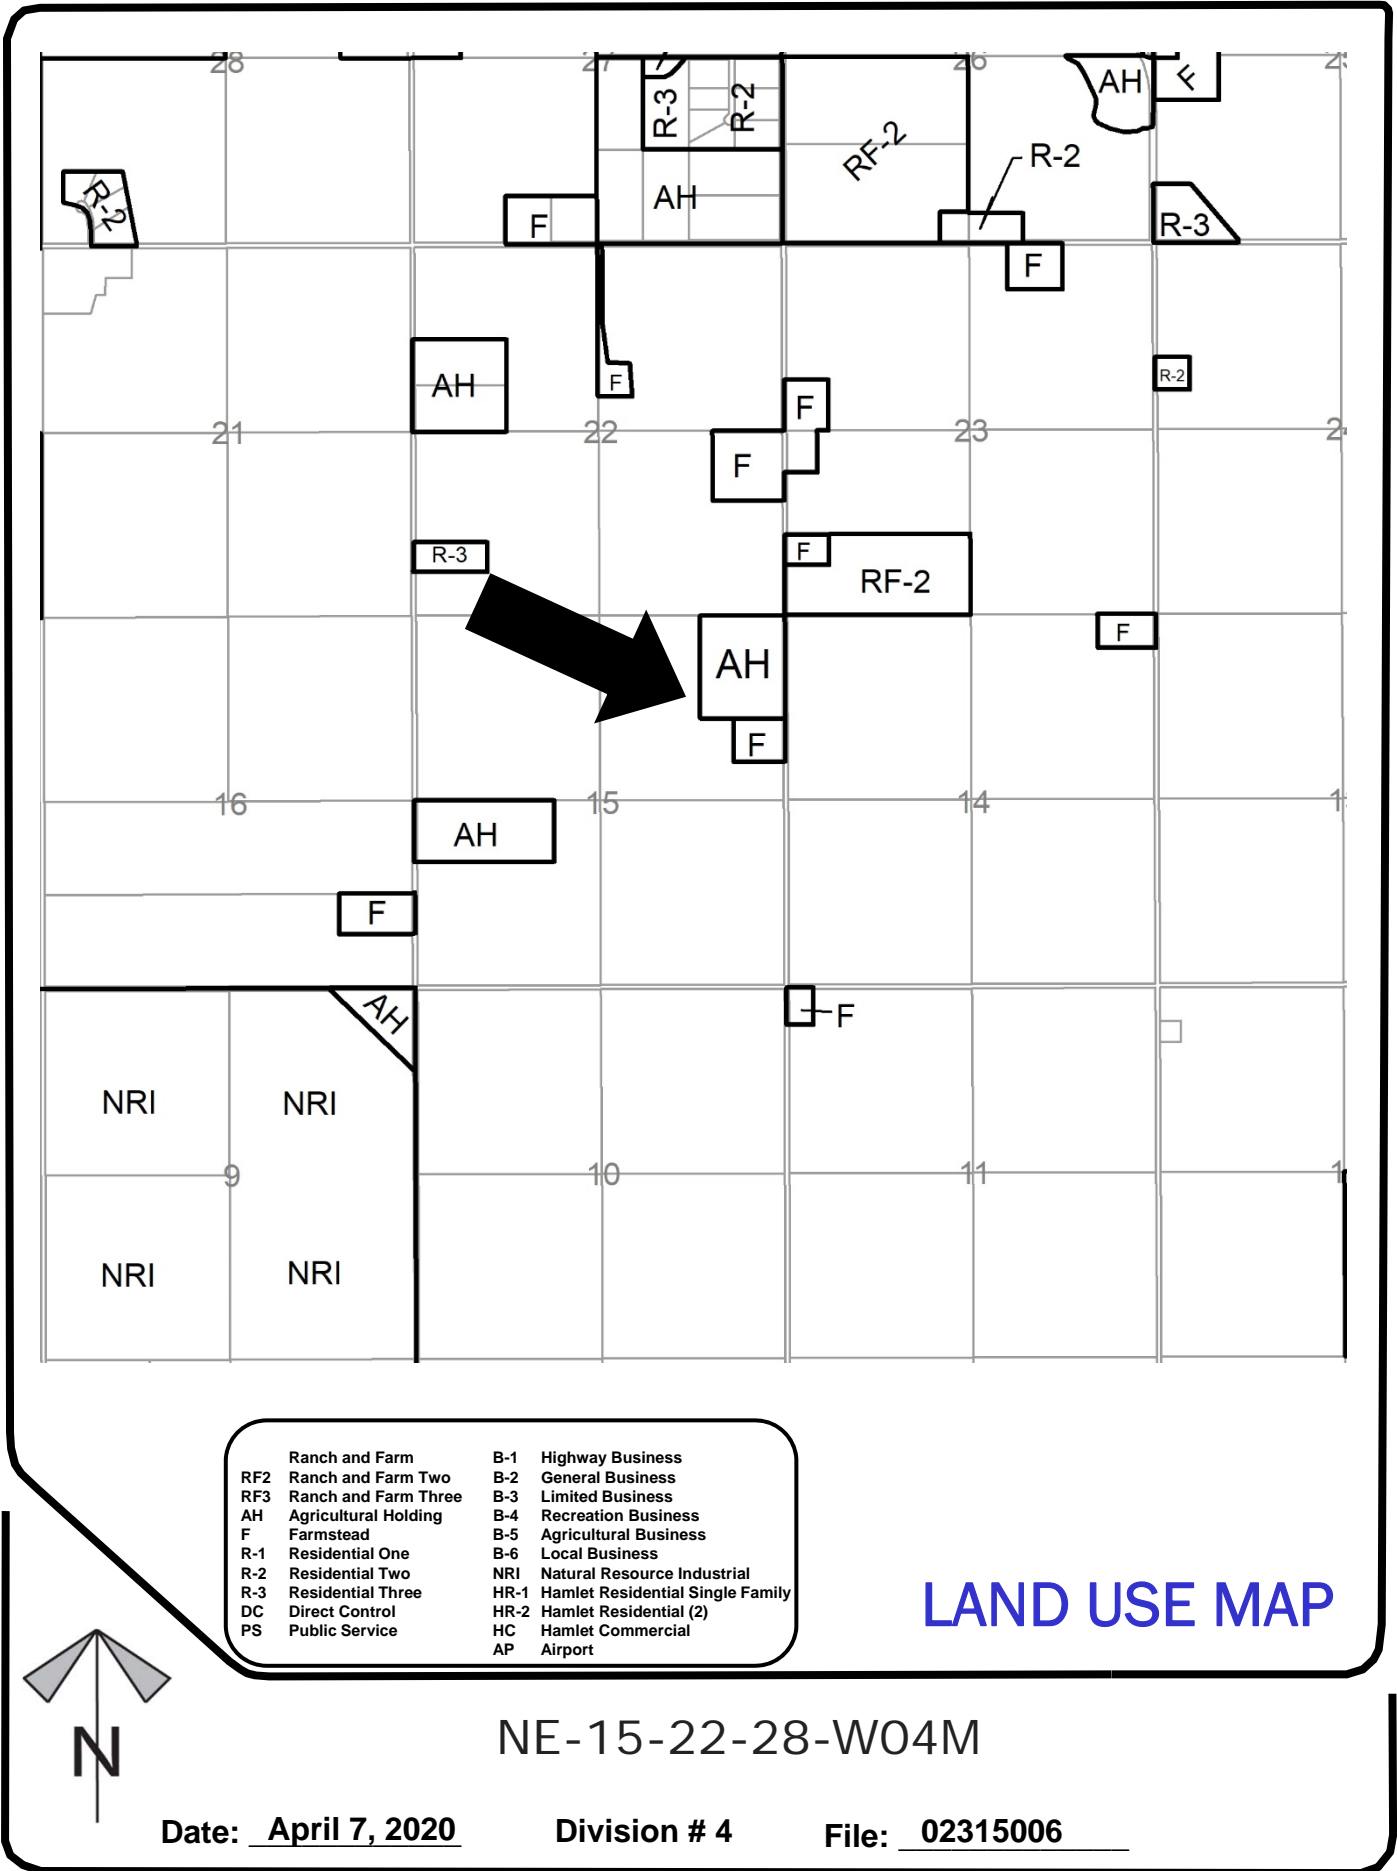 28
27
26
AH
F
R-3
R-2
RF-2
R-2
R-2
F
AH
R-3
F
AH
F
R-2
F
21
22
23
F
R-3
F
RF-2
F
AH
F
16
15
14
AH
F
AH
F
NRI
NRI
9
10
11
NRI
NRI
Ranch and Farm
RF2 Ranch and Farm Two
RF3 Ranch and Farm Three
AH Agricultural Holding
F Farmstead
R-1 Residential One
R-2 Residential Two
R-3 Residential Three
DC Direct Control
PS Public Service
B-1 Highway Business
B-2 General Business
B-3 Limited Business
B-4 Recreation Business
B-5 Agricultural Business
B-6 Local Business
NRI Natural Resource Industrial
HR-1 Hamlet Residential Single Family
HR-2 Hamlet Residential (2)
HC Hamlet Commercial
AP Airport
LAND USE MAP
N
NE-15-22-28-W04M
Date: April 7, 2020 Division # 4 File: 02315006